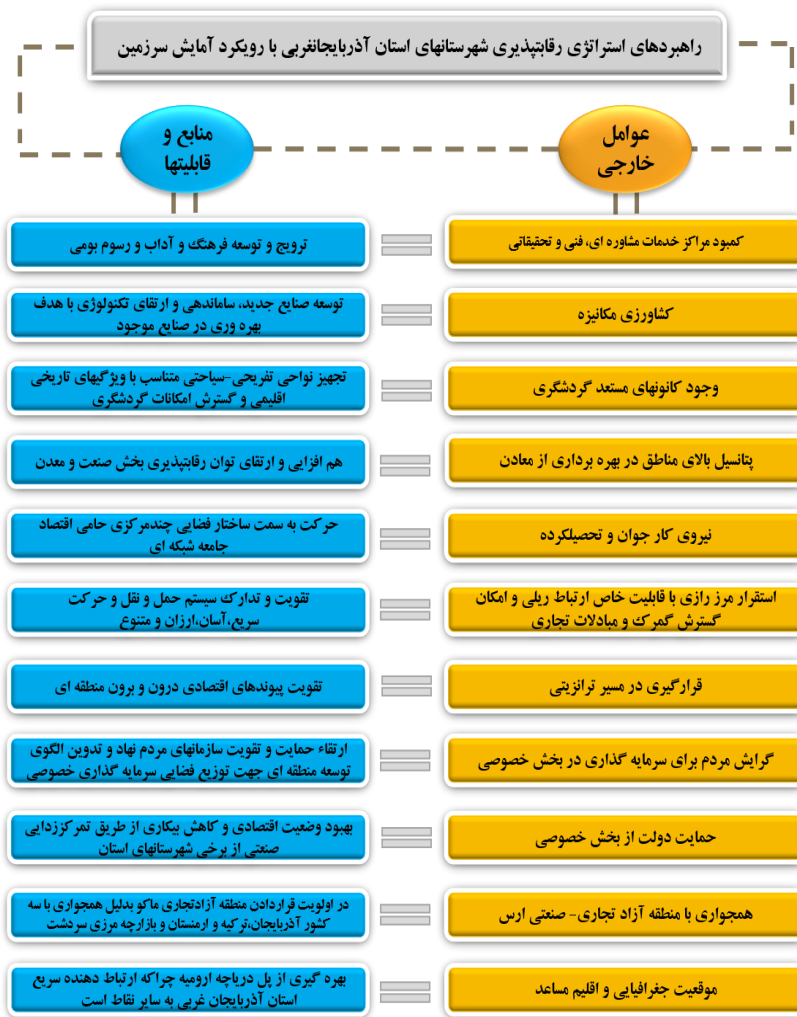 راهبردهای استراتژی رقابتپذیری شهرستانهای استان آذربایجانغربی با رویکرد آمایش سرزمین
عوامل
خارجی
منابع و
قابلیتها
کمبود مراکز خدمات مشاوره ای، فنی و تحقیقاتی
ترویج و توسعه فرهنگ و آداب و رسوم بومی
کشاورزی مکانیزه
توسعه صنایع جدید، ساماندهی و ارتقای تکنولوژی با هدف
بهره وری در صنایع موجود
وجود کانونهای مستعد گردشگری
تجهیز نواحی تفریحی-سیاحتی متناسب با ویژگیهای تاریخی
اقلیمی و گسترش امکانات گردشگری
پتانسیل بالای مناطق در بهره برداری از معادن
هم افزایی و ارتقای توان رقابتپذیری بخش صنعت و معدن
نیروی کار جوان و تحصیلکرده
حرکت به سمت ساختار فضایی چندمرکزی حامی اقتصاد
جامعه شبکه ای
استقرار مرز رازی با قابلیت خاص ارتباط ریلی و امکان
گسترش گمرک و مبادلات تجاری
تقویت و تدارک سیستم حمل و نقل و حرکت
سریع،آسان،ارزان و متنوع
قرارگیری در مسیر ترانزیتی
تقویت پیوندهای اقتصادی درون و برون منطقه ای
گرایش مردم برای سرمایه گذاری در بخش خصوصی
ارتقاء حمایت و تقویت سازمانهای مردم نهاد و تدوین الگوی
توسعه منطقه ای جهت توزیع فضایی سرمایه گذاری خصوصی
حمایت دولت از بخش خصوصی
بهبود وضعیت اقتصادی و کاهش بیکاری از طریق تمرکززدایی
صنعتی از برخی شهرستانهای استان
همجواری با منطقه آزاد تجاری- صنعتی ارس
در اولویت قراردادن منطقه آزادتجاری ماکو بدلیل همجواری با سه
کشور آذربایجان،ترکیه و ارمنستان و بازارچه مرزی سردشت
موقعیت جغرافیایی و اقلیم مساعد
بهره گیری از پل دریاچه ارومیه چراکه ارتباط دهنده سریع
استان آذربایجان غربی به سایر نقاط است